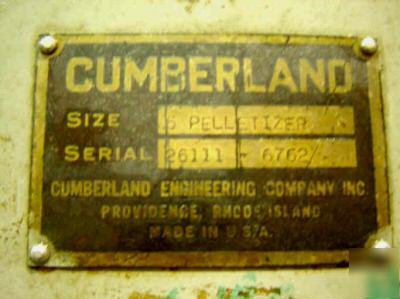 CUMBERLAND
SIZE 6 PELLETIZER
SERIAL 26111 - 6762
CUMBERLAND ENGINEERING COMPANY INC.
PROVIDENCE, RHODE ISLAND
MADE IN U.S.A.